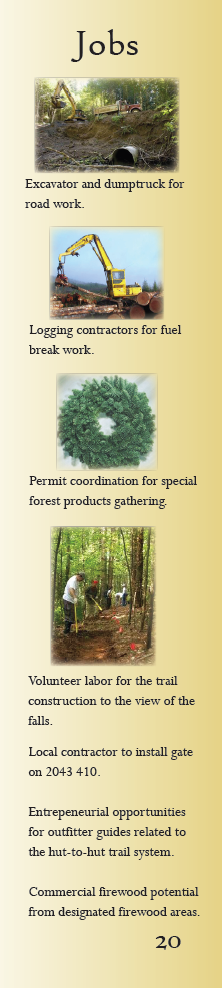 Jobs
Excavator and dumptruck for
road work.
Logging contractors for fuel
break work.
Permit coordination for special
forest products gathering.
Volunteer labor for the trail
construction to the view of the
falls.
Local contractor to install gate
on 2043 410.
Entrepeneurial opportunities
for outfitter guides related to
the hut-to-hut trail system.
Commercial firewood potential
from designated firewood areas.
20